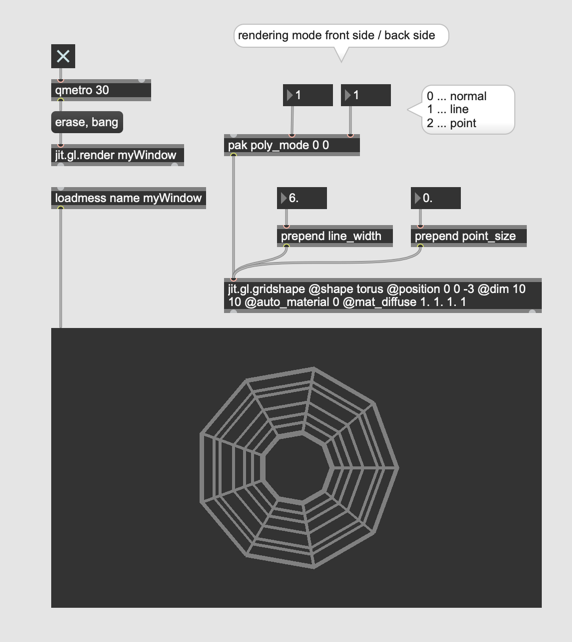 rendering mode front side / back side
qmetro 30
1
1
0 ... normal
1 ... line
2 ... point
erase, bang
pak poly_mode 0 0
jit.gl.render myWindow
loadmess name myWindow
6.
0.
prepend line_width
prepend point_size
jit.gl.gridshape @shape torus @position 0 0 -3 @dim 10
10 @auto_material 0 @mat_diffuse 1. 1. 1. 1